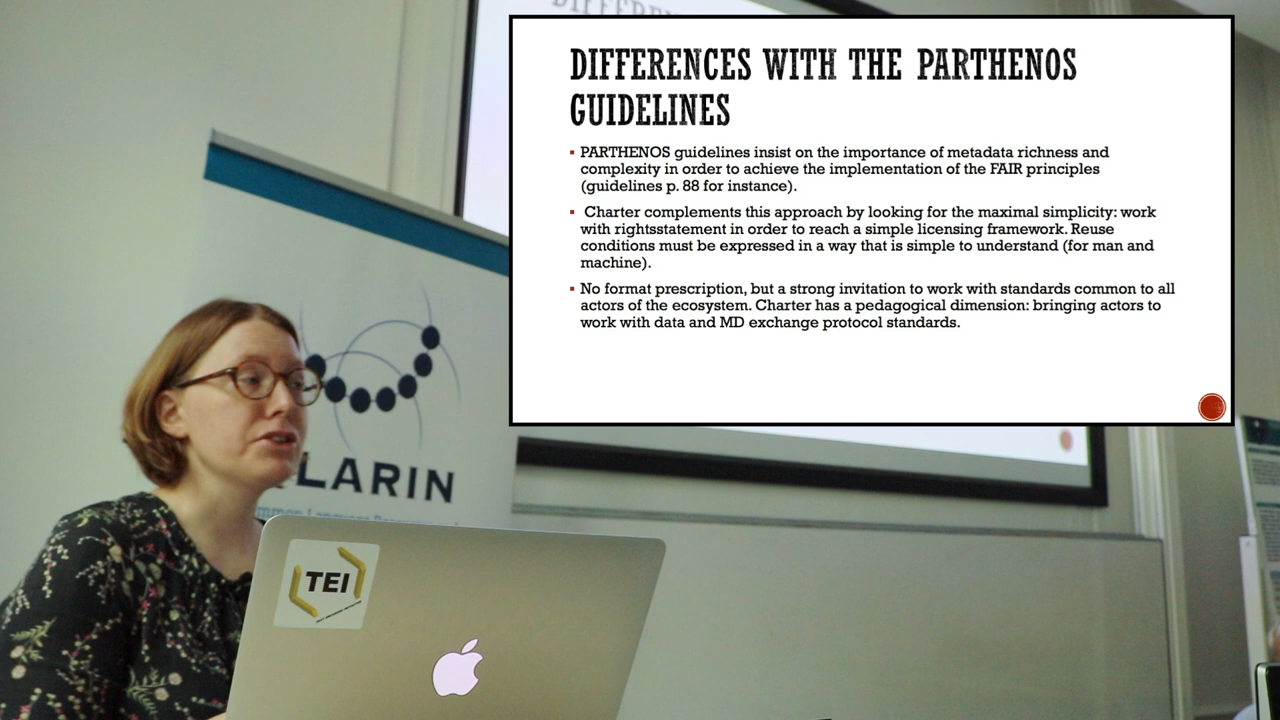 DIFFERENCES WITH THE PARTHENOS
GUIDELINES
▪ PARTHENOS guidelines insist on the importance of metadata richness and
complexity in order to achieve the implementation of the FAIR principles
(guidelines p. 88 for instance).
▪ Charter complements this approach by looking for the maximal simplicity: work
with rightsstatement in order to reach a simple licensing framework. Reuse
conditions must be expressed in a way that is simple to understand (for man and
machine).
▪ No format prescription, but a strong invitation to work with standards common to all
actors of the ecosystem. Charter has a pedagogical dimension: bringing actors to
work with data and MD exchange protocol standards.
LARIN
TEI